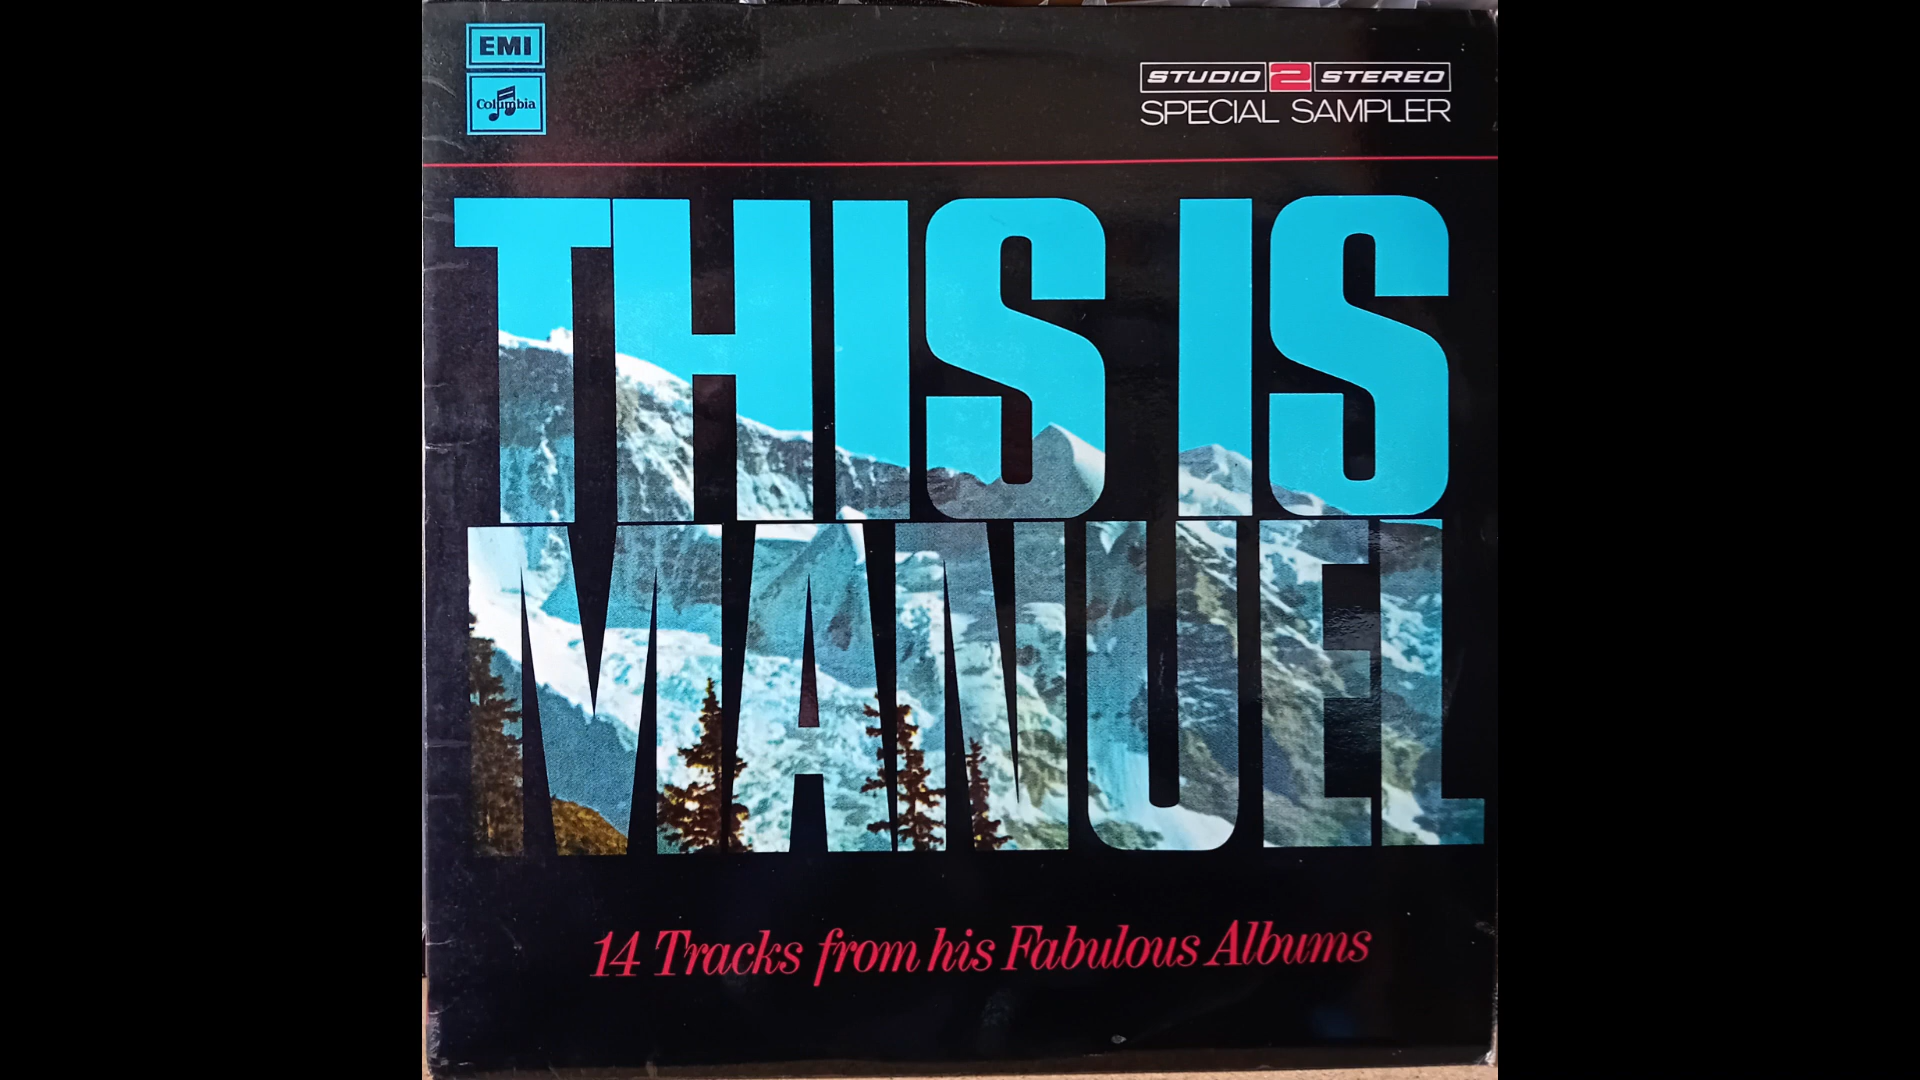 EMI
Columbia
STUDIO 2 STEREO
SPECIAL SAMPLER
THIS IS
MANUEL
14 Tracks from his Fabulous Albums